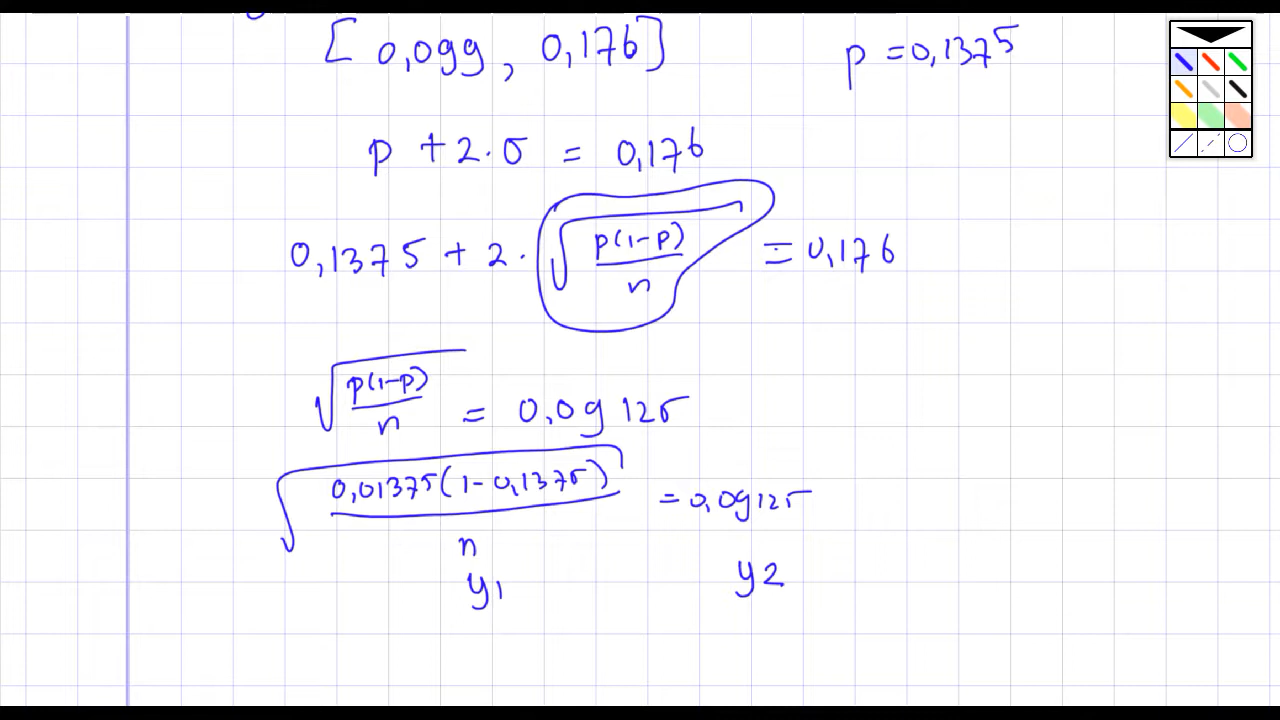 [0,099, 0,176] p = 0,1375
p + 2·σ = 0,176
0,1375 + 2·√(p(1-p)/n) = 0,176
√(p(1-p)/n) = 0,09125
√(0,01375(1-0,1375)/n) = 0,09125
y1 y2